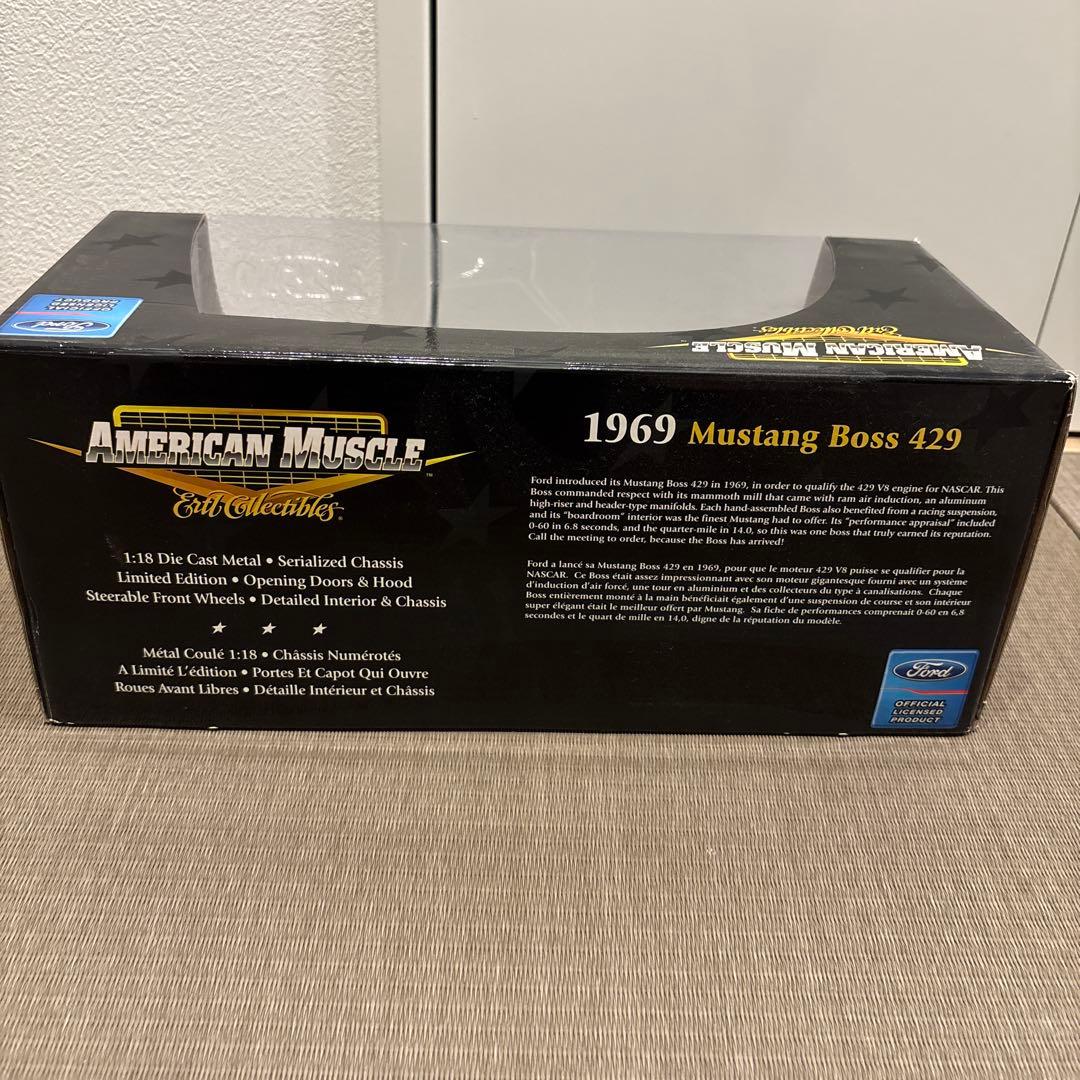 Ford
OFFICIAL
LICENSED
PRODUCT
Ertl Collectibles
AMERICAN MUSCLE
AMERICAN MUSCLE™
Ertl Collectibles®
1:18 Die Cast Metal • Serialized Chassis
Limited Edition • Opening Doors & Hood
Steerable Front Wheels • Detailed Interior & Chassis
★ ★ ★
Métal Coulé 1:18 • Châssis Numérotés
A Limité L'édition • Portes Et Capot Qui Ouvre
Roues Avant Libres • Détaille Intérieur et Châssis
1969 Mustang Boss 429
Ford introduced its Mustang Boss 429 in 1969, in order to qualify the 429 V8 engine for NASCAR. This
Boss commanded respect with its mammoth mill that came with ram air induction, an aluminum
high-riser and header-type manifolds. Each hand-assembled Boss also benefited from a racing suspension,
and its "boardroom" interior was the finest Mustang had to offer. Its "performance appraisal" included
0-60 in 6.8 seconds, and the quarter-mile in 14.0, so this was one boss that truly earned its reputation.
Call the meeting to order, because the Boss has arrived!
Ford a lancé sa Mustang Boss 429 en 1969, pour que le moteur 429 V8 puisse se qualifier pour la
NASCAR. Ce Boss était assez impressionnant avec son moteur gigantesque fourni avec un système
d'induction d'air forcé, une tour en aluminium et des collecteurs du type à canalisations. Chaque
Boss entièrement monté à la main bénéficiait également d'une suspension de course et son intérieur
super élégant était le meilleur offert par Mustang. Sa fiche de performances comprenait 0-60 en 6,8
secondes et le quart de mille en 14,0, digne de la réputation du modèle.
Ford
OFFICIAL
LICENSED
PRODUCT